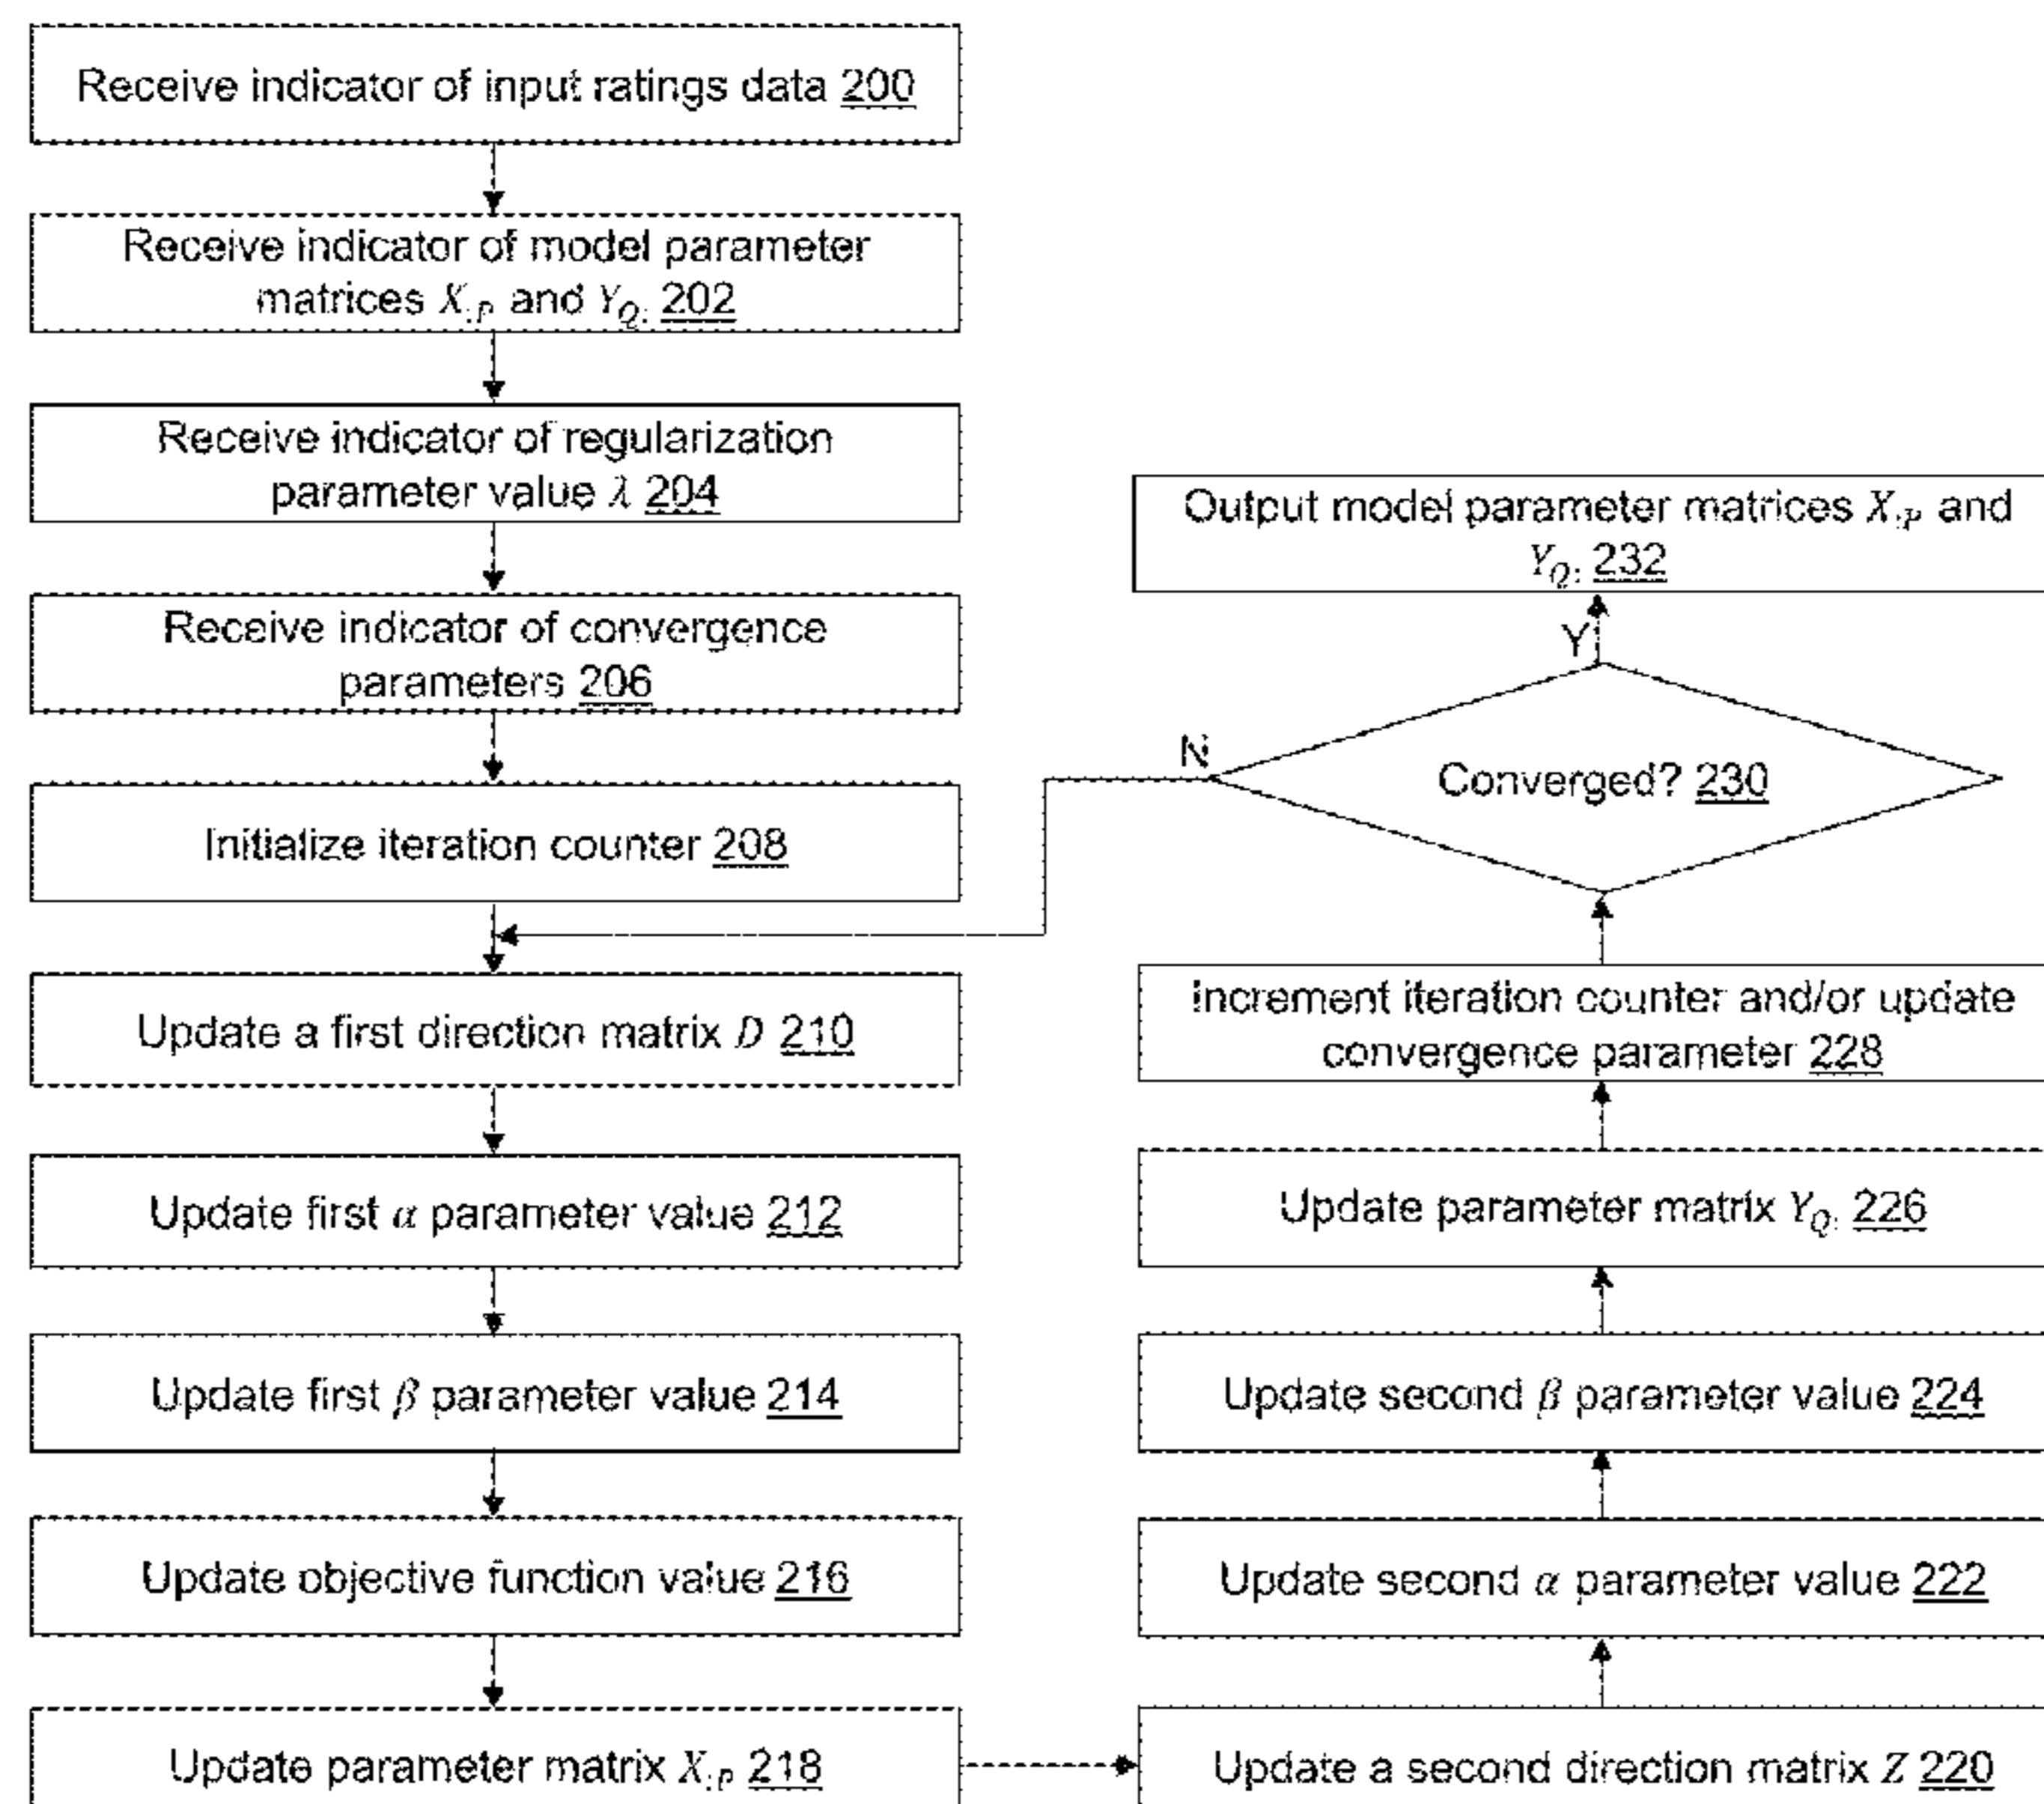 Receive indicator of input ratings data 200
Receive indicator of model parameter
matrices X:P and YQ: 202
Receive indicator of regularization
parameter value λ 204
Receive indicator of convergence
parameters 206
Initialize iteration counter 208
Update a first direction matrix D 210
Update first α parameter value 212
Update first β parameter value 214
Update objective function value 216
Update parameter matrix X:P 218
Update a second direction matrix Z 220
Update second α parameter value 222
Update second β parameter value 224
Update parameter matrix YQ: 226
Increment iteration counter and/or update
convergence parameter 228
Converged? 230
N
Y
Output model parameter matrices X:P and
YQ: 232